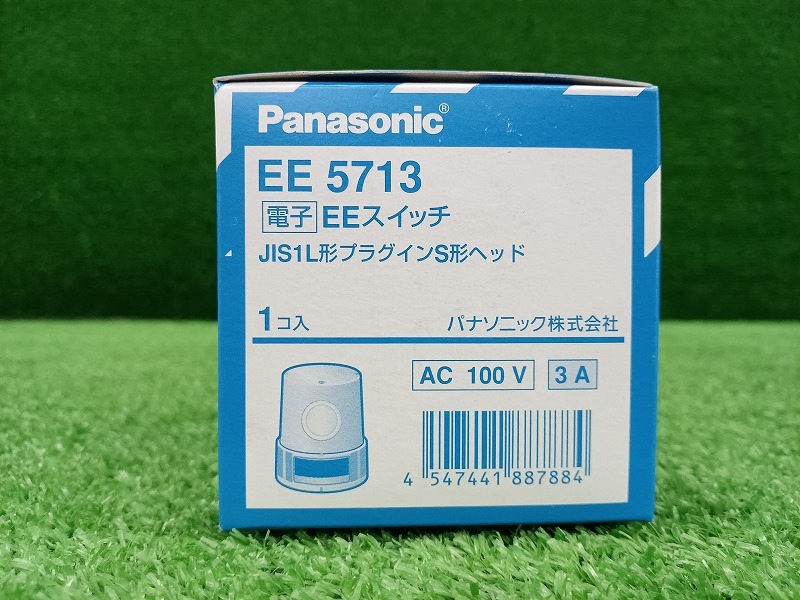 Panasonic®
EE 5713
電子 EEスイッチ
JIS1L形プラグインS形ヘッド
1コ入 パナソニック株式会社
AC 100 V 3 A
4 547441 887884